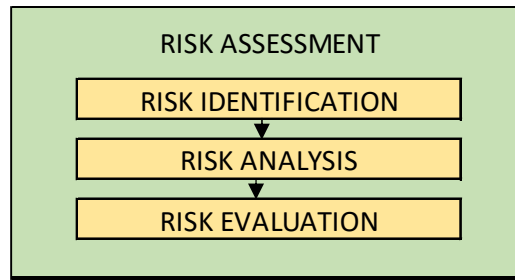 RISK ASSESSMENT
RISK IDENTIFICATION
RISK ANALYSIS
RISK EVALUATION